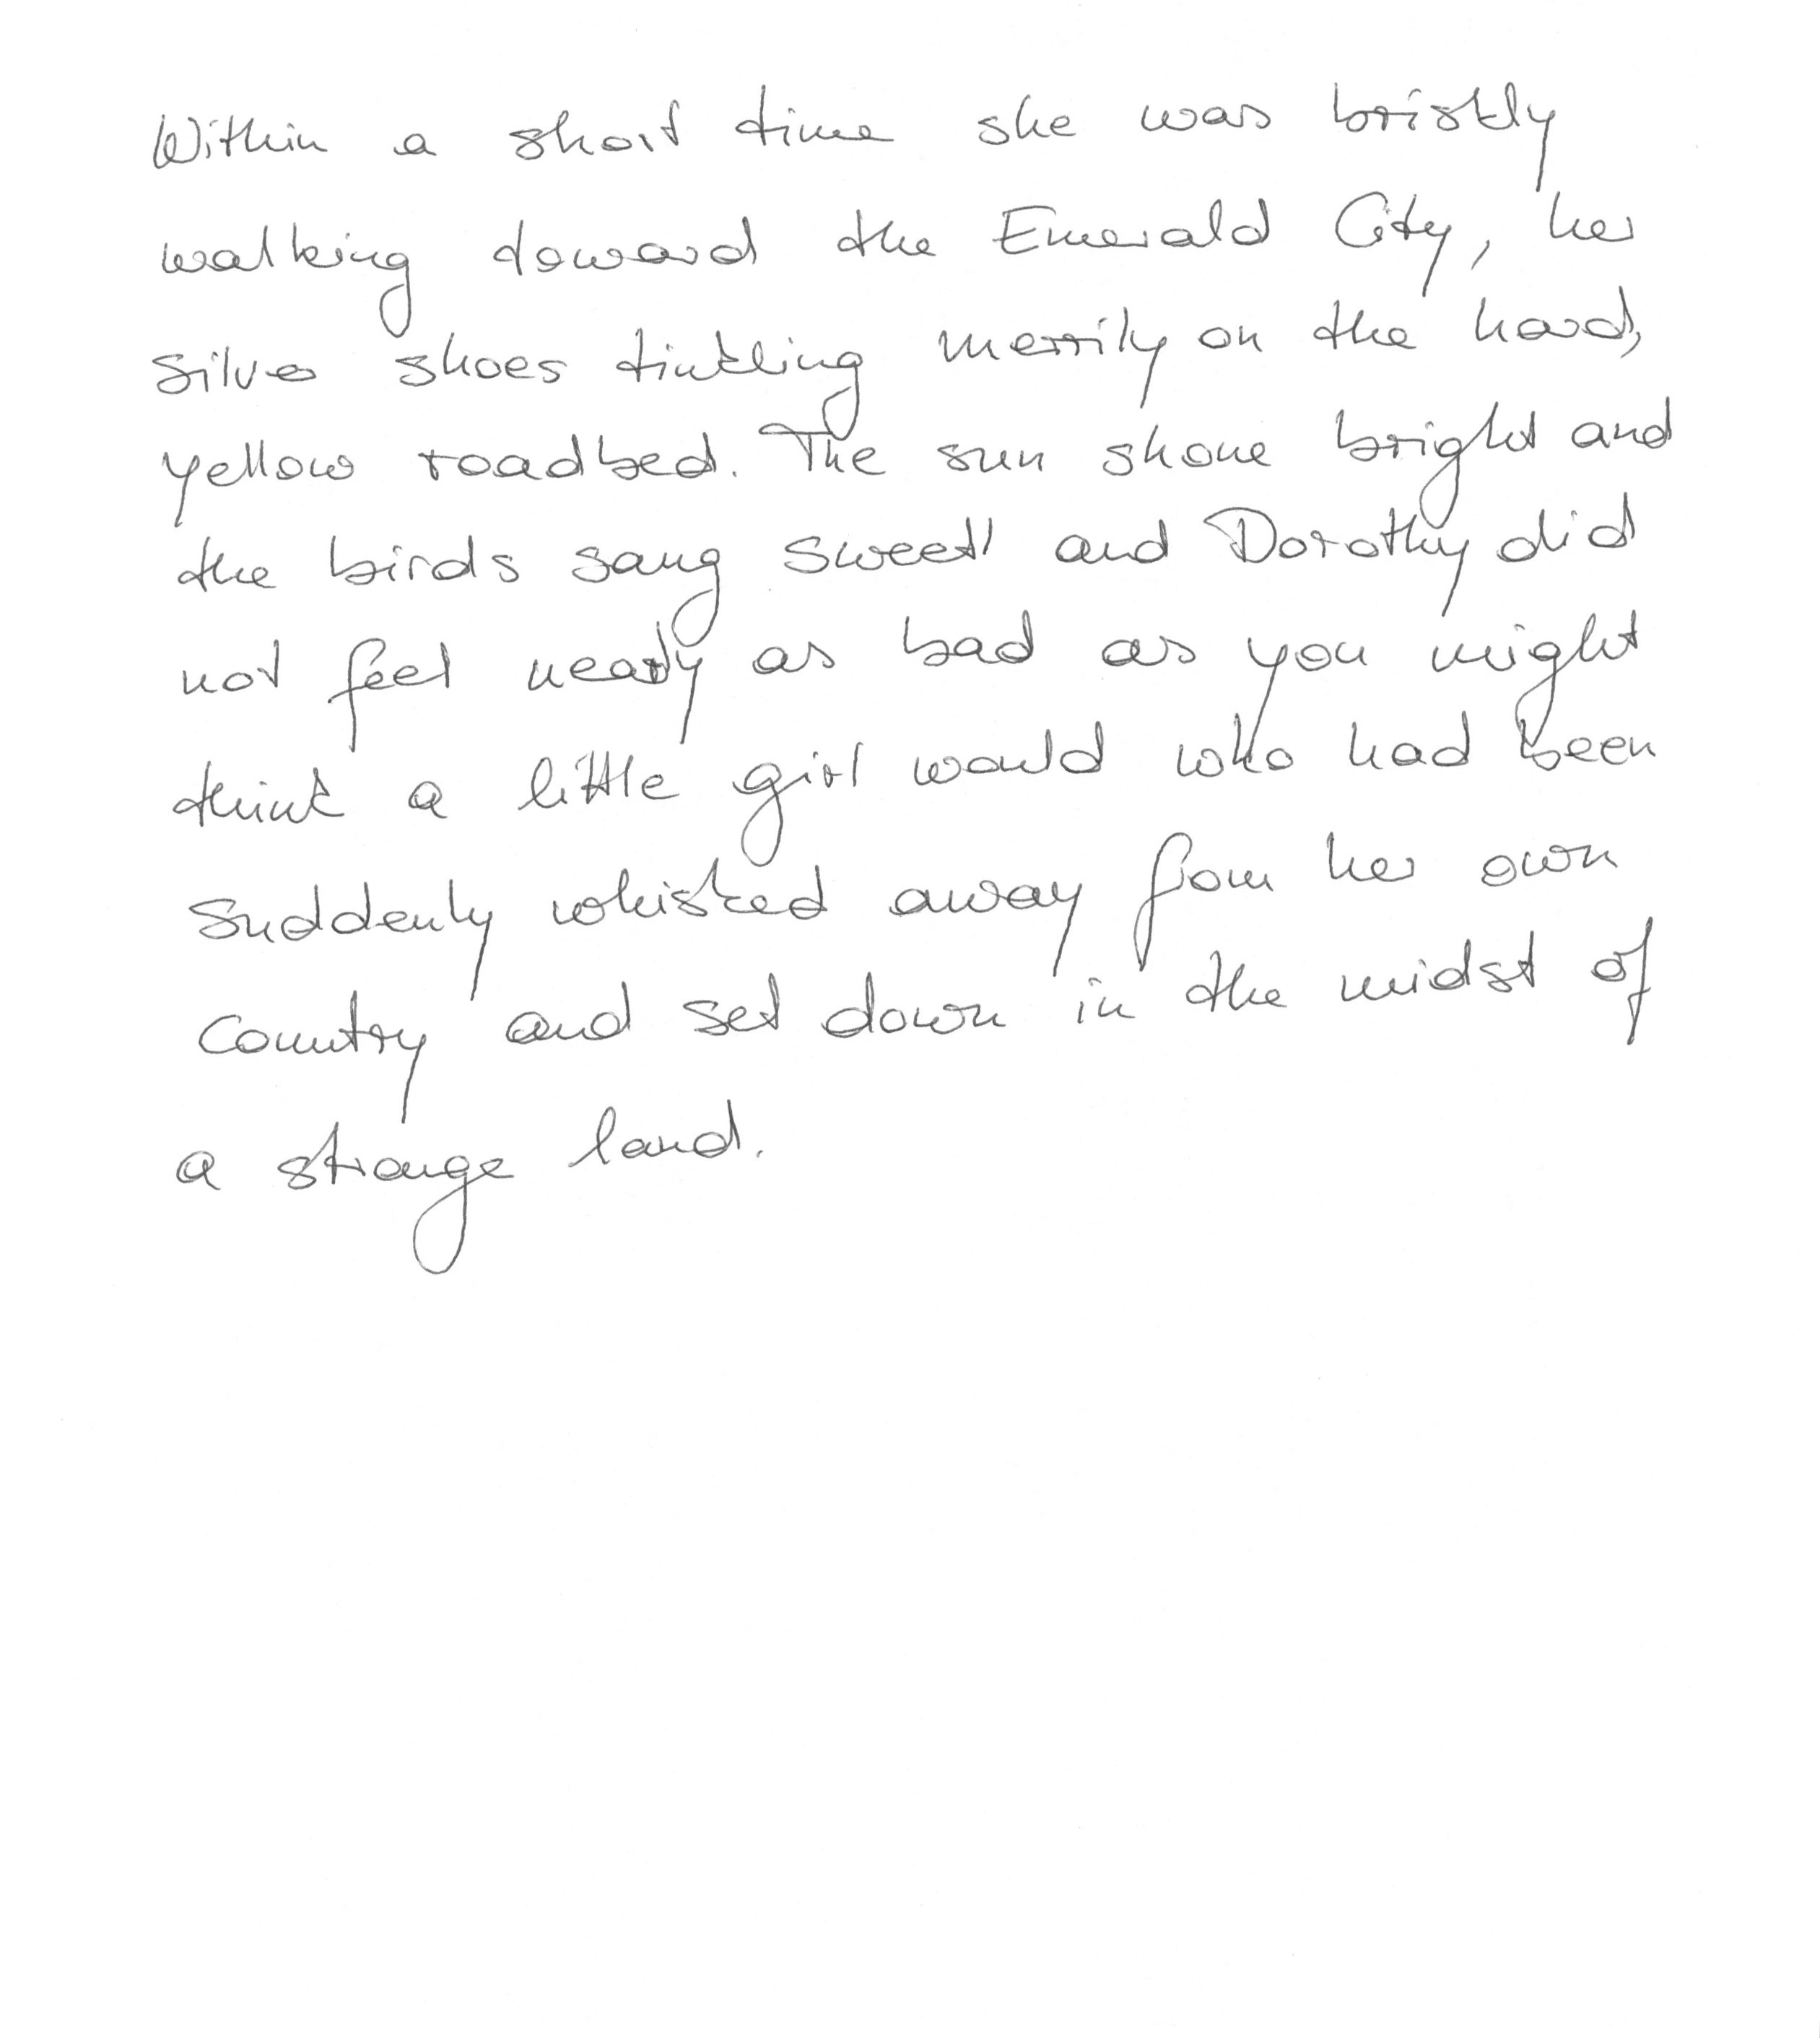 Within a short time she was briskly
walking toward the Emerald City, her
silver shoes tinkling merrily on the hard,
yellow roadbed. The sun shone bright and
the birds sang sweet and Dorothy did
not feel nearly as bad as you might
think a little girl would who had been
suddenly whisked away from her own
country and set down in the midst of
a strange land.